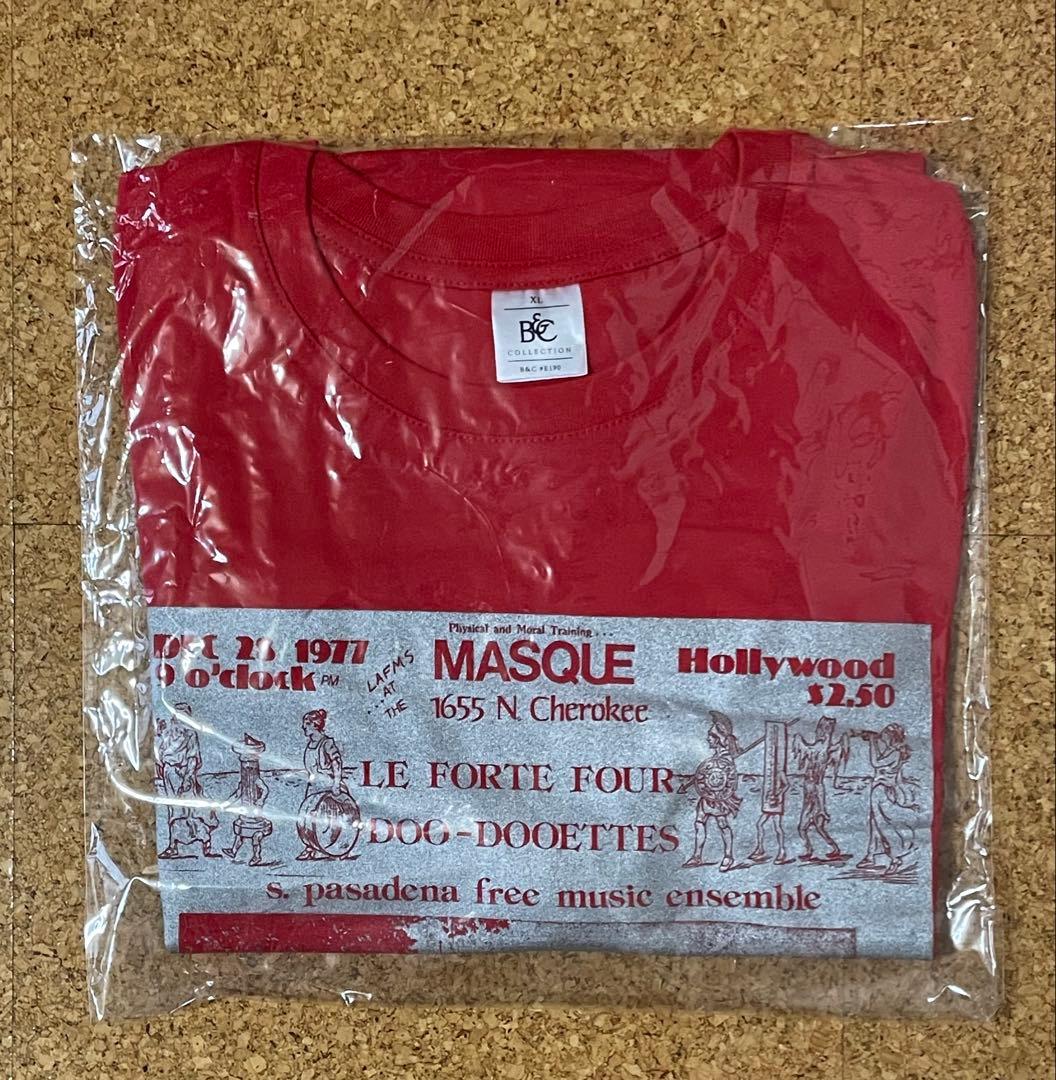 XL
B&C
COLLECTION
B&C #E190
Physical and Moral Training . . .
DEC 28 1977
9 o'clock PM
LAFMS
. . . AT
THE
MASQUE
1655 N. Cherokee
Hollywood
$2.50
LE FORTE FOUR
DOO-DOOETTES
s. pasadena free music ensemble